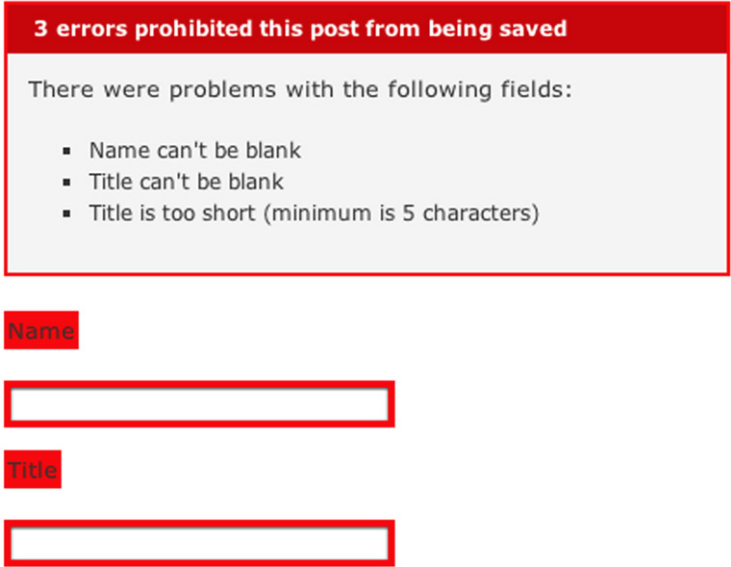 3 errors prohibited this post from being saved
There were problems with the following fields:
Name can't be blank
Title can't be blank
Title is too short (minimum is 5 characters)
Name
Title